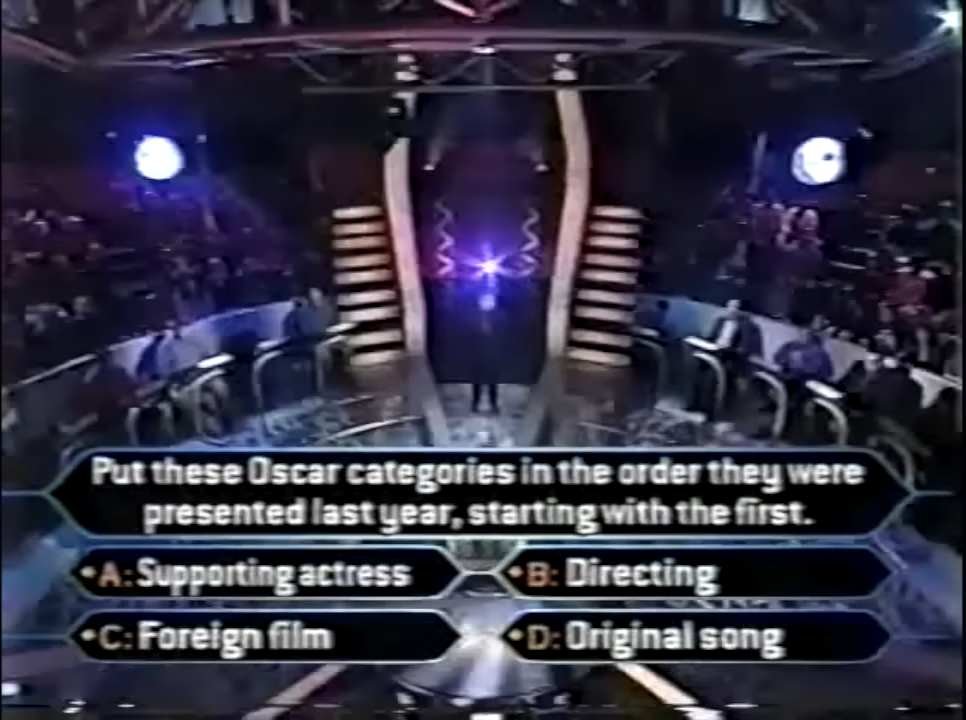 Put these Oscar categories in the order they were
presented last year, starting with the first.
•A: Supporting actress
•B: Directing
•C: Foreign film
•D: Original song